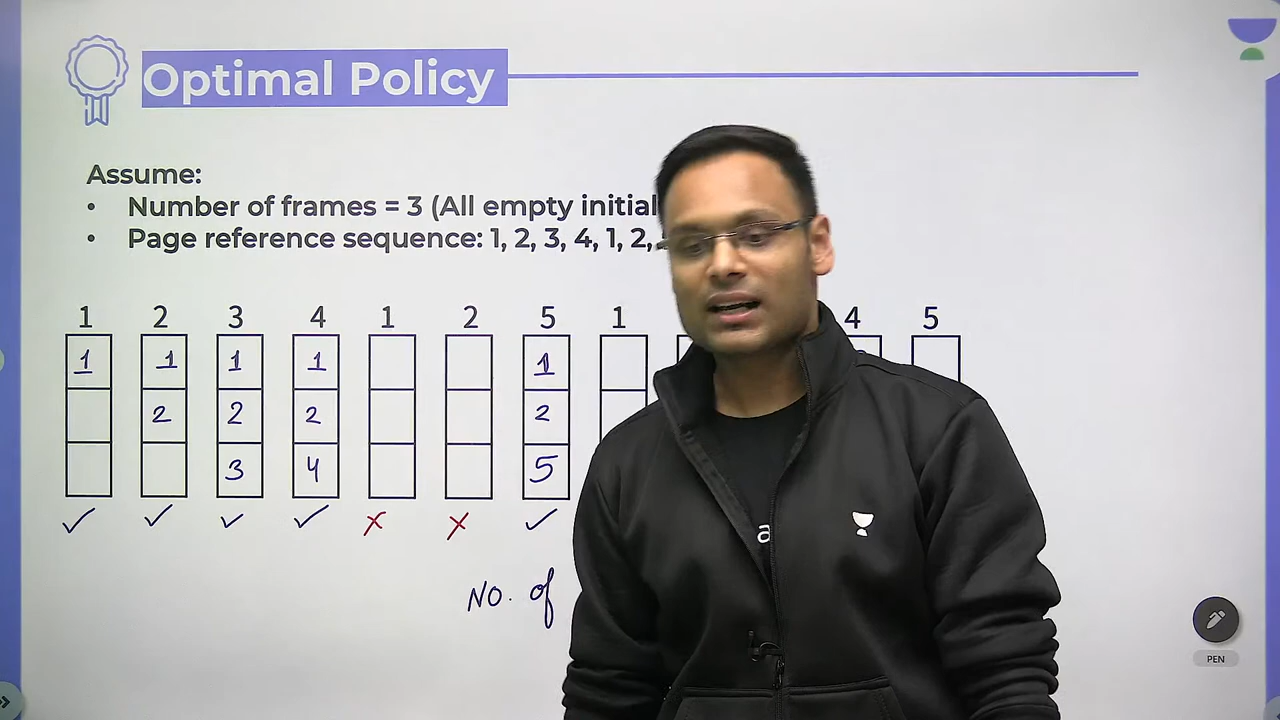 Optimal Policy
Assume:
• Number of frames = 3 (All empty initial
• Page reference sequence: 1, 2, 3, 4, 1, 2,
1 2 3 4 1 2 5 1 4 5
1 1 1 1 1
2 2 2 2
3 4 5
✓ ✓ ✓ ✓ ✗ ✗ ✓
No. of
a
PEN